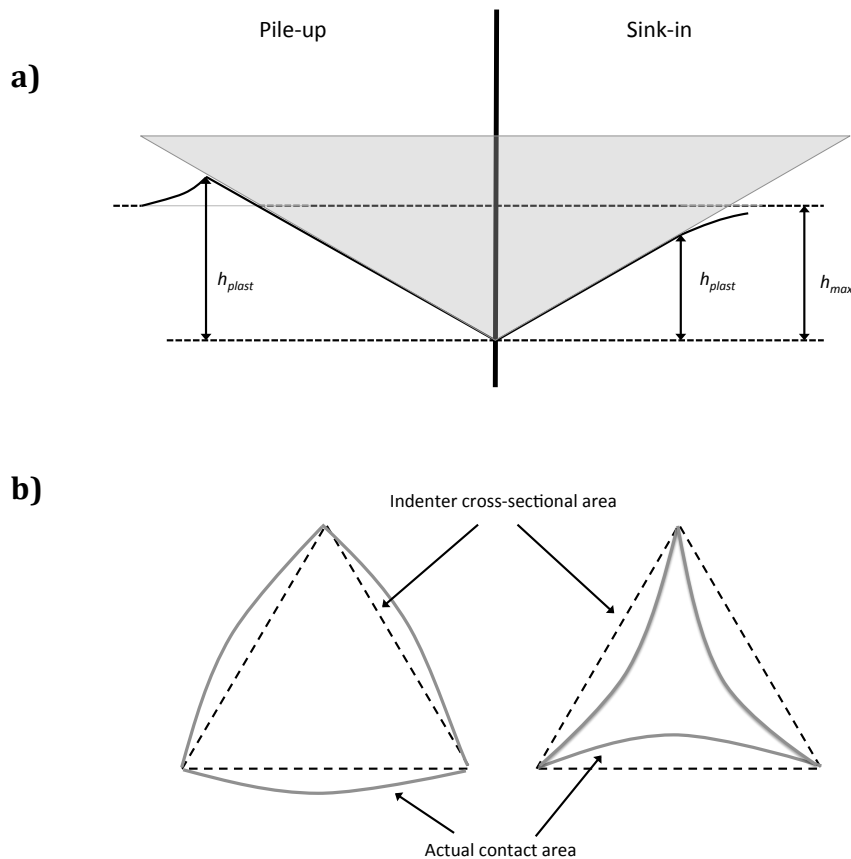 Pile-up
Sink-in
a)
h_plast
h_plast
h_max
b)
Indenter cross-sectional area
Actual contact area